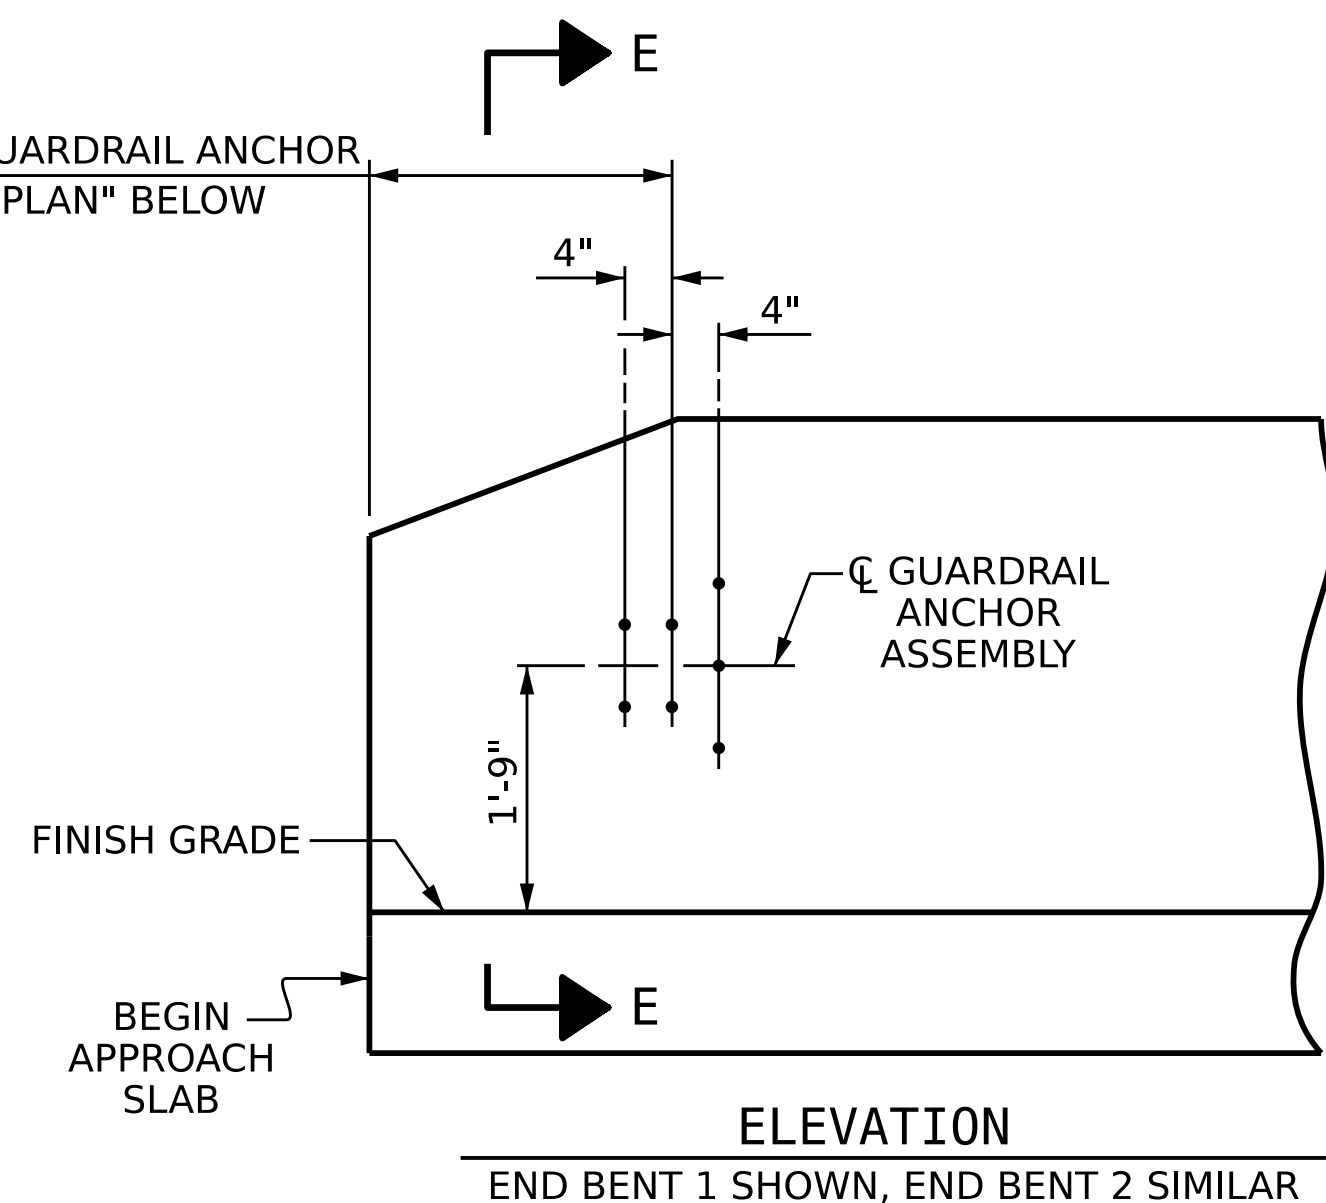 E
UARDRAIL ANCHOR
PLAN" BELOW
4"
4"
℄ GUARDRAIL
ANCHOR
ASSEMBLY
1'-9"
FINISH GRADE
BEGIN
APPROACH
SLAB
E
ELEVATION
END BENT 1 SHOWN, END BENT 2 SIMILAR